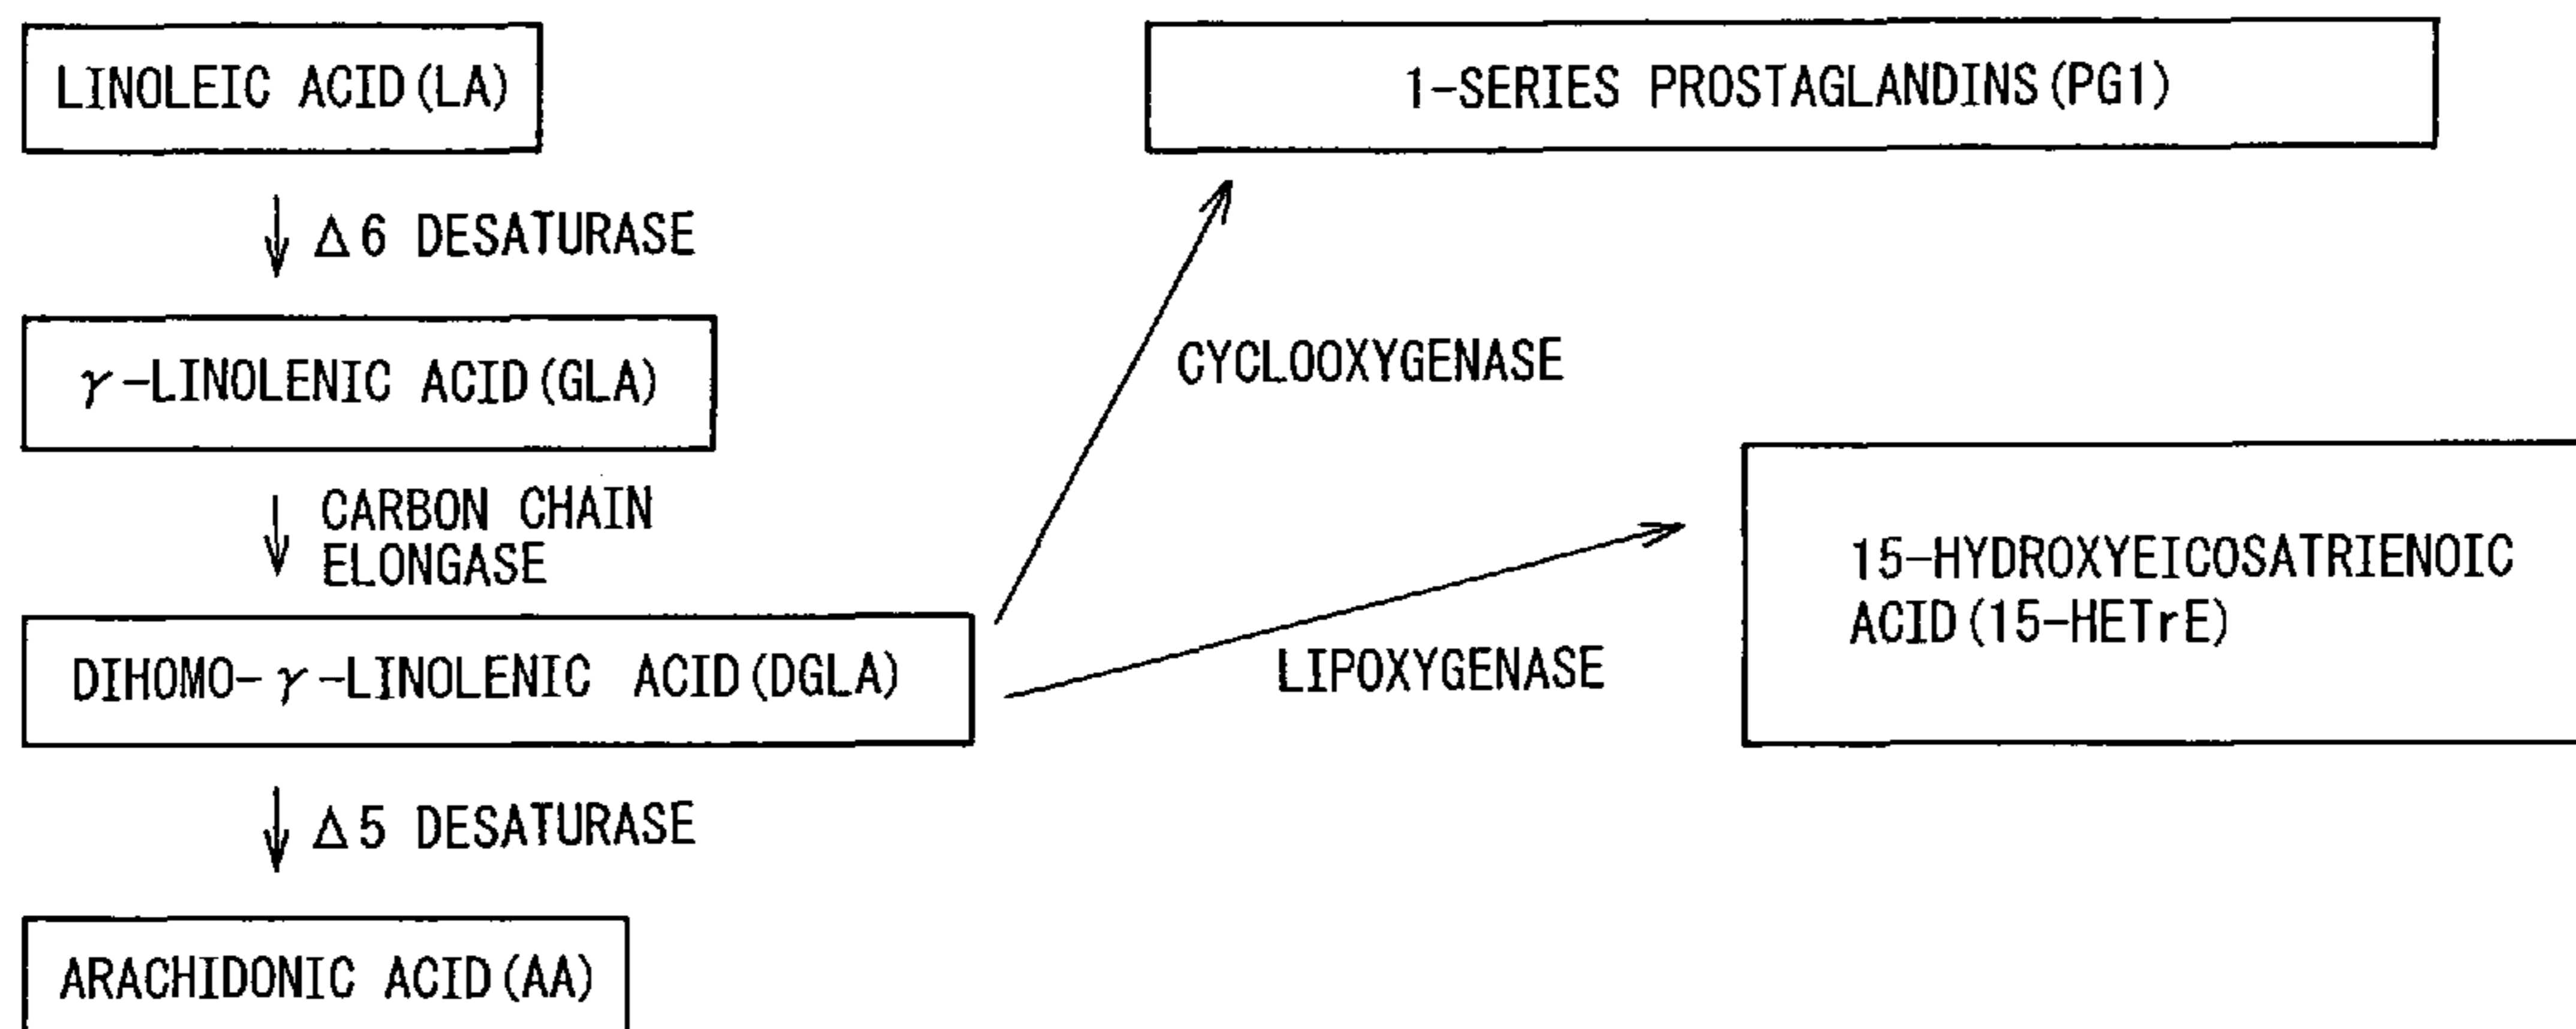 LINOLEIC ACID(LA)
1-SERIES PROSTAGLANDINS(PG1)
Δ6 DESATURASE
γ-LINOLENIC ACID(GLA)
CYCLOOXYGENASE
CARBON CHAIN
ELONGASE
15-HYDROXYEICOSATRIENOIC
ACID(15-HETrE)
DIHOMO-γ-LINOLENIC ACID(DGLA)
LIPOXYGENASE
Δ5 DESATURASE
ARACHIDONIC ACID(AA)